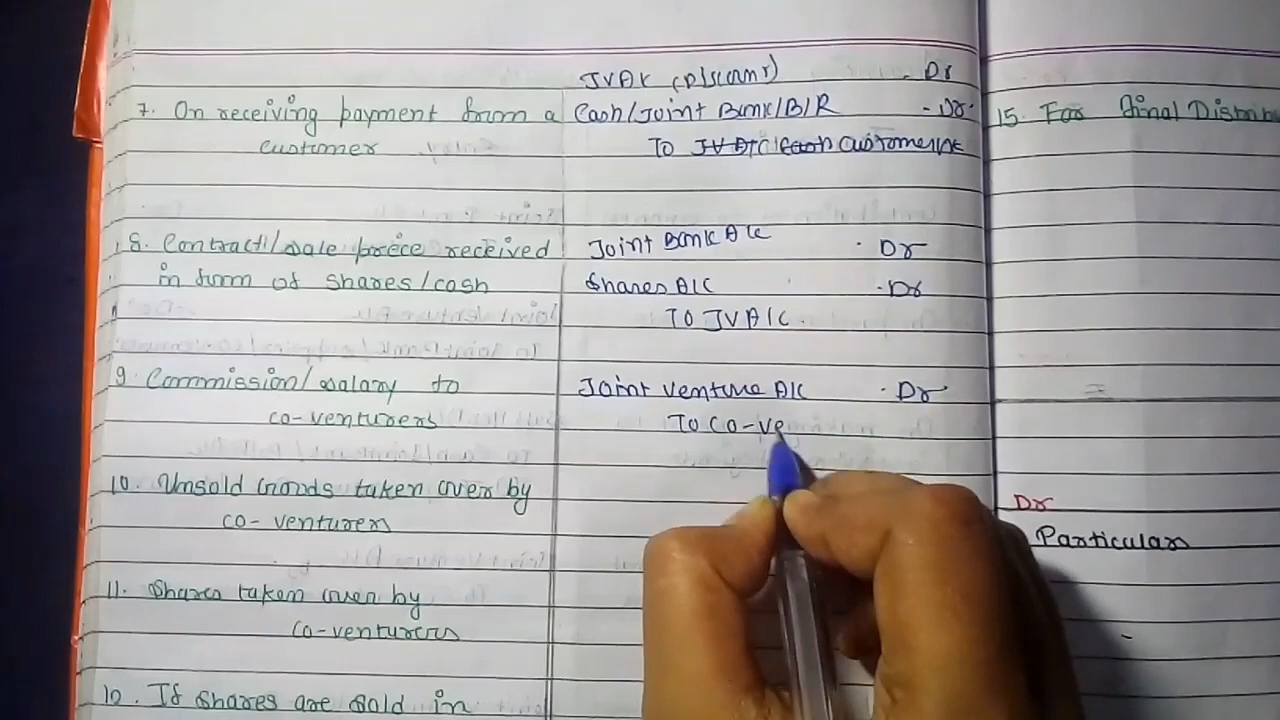 JVA/c (Discount) . Dr
7. On receiving payment from a Cash/Joint Bank/B/R - Dr.
customer To Customer A/c
15. For final Distrib
8. Contract/sale price received Joint Bank A/c . Dr
in form of shares/cash Shares A/c . Dr
To JV A/c.
9. Commission/salary to Joint Venture A/c . Dr
co-venturers To Co-ve
10. Unsold Goods taken over by
co-venturers
Dr
Particulars
11. Shares taken over by
co-venturers
12. If shares are sold in